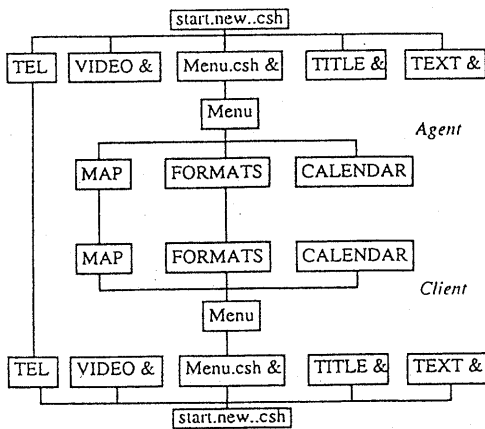 start.new..csh
TEL VIDEO & Menu.csh & TITLE & TEXT &
Menu
Agent
MAP FORMATS CALENDAR
MAP FORMATS CALENDAR
Client
Menu
TEL VIDEO & Menu.csh & TITLE & TEXT &
start.new..csh